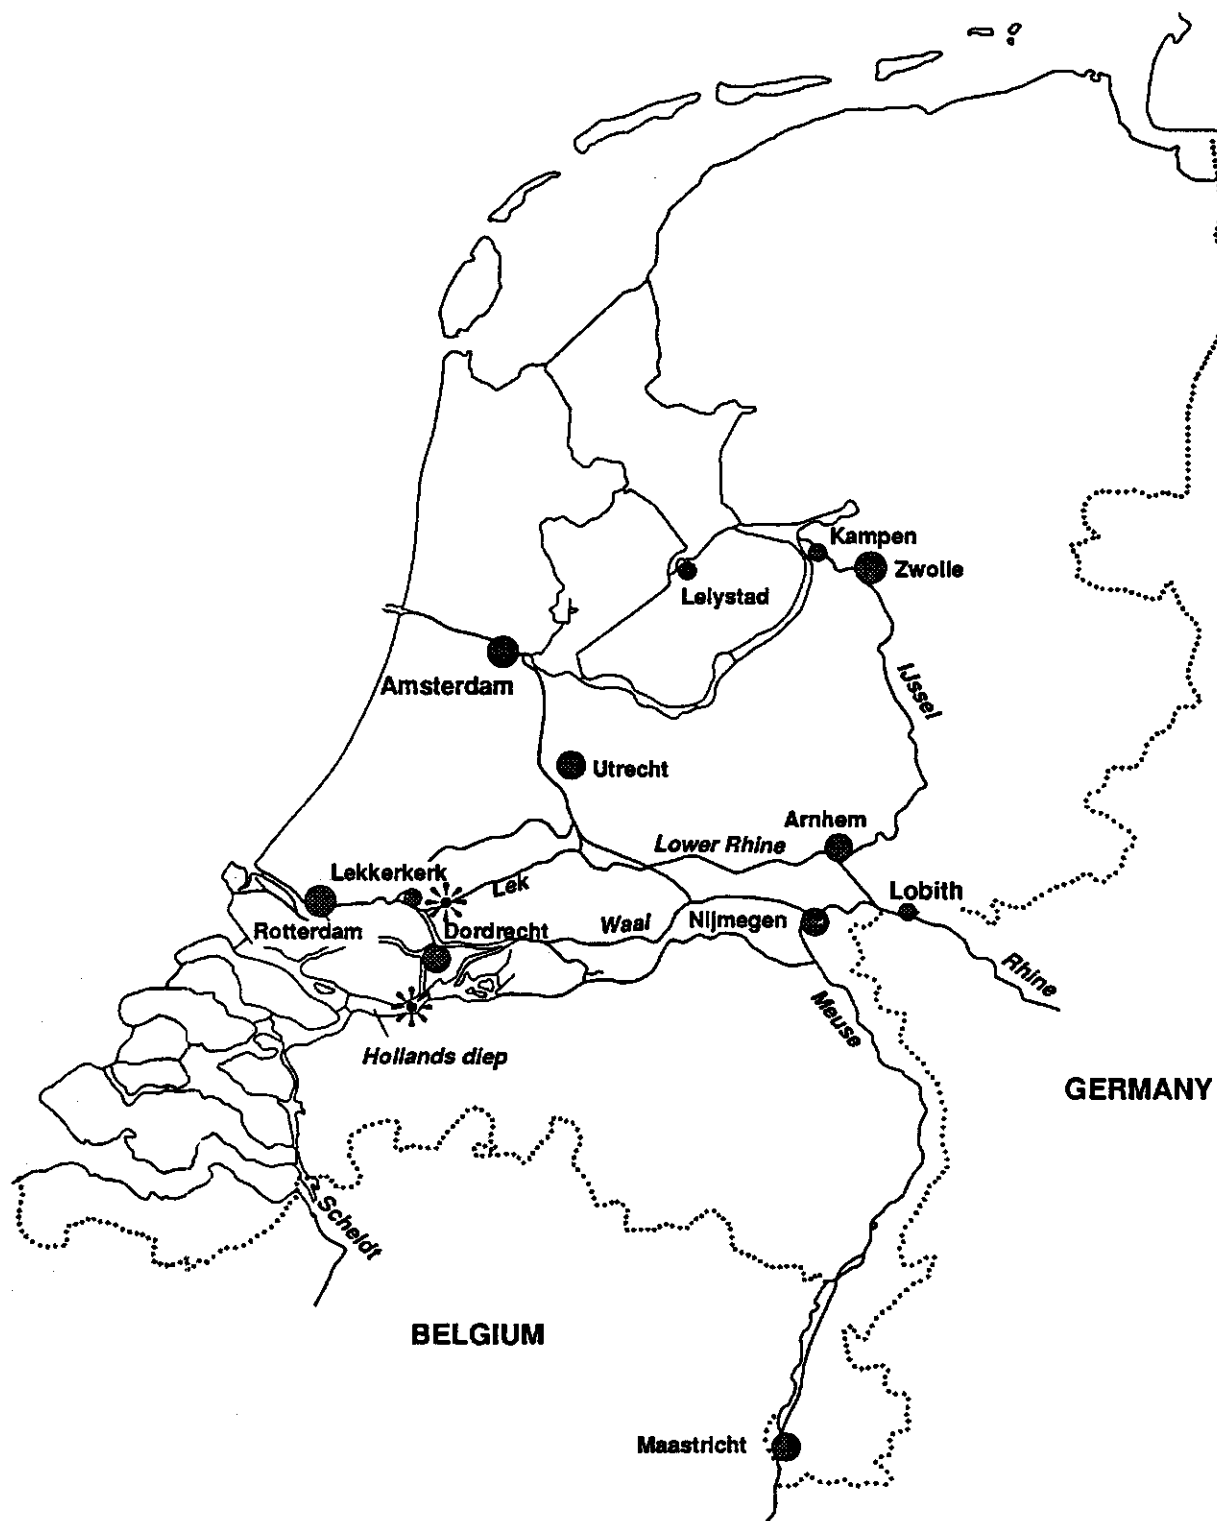 Kampen
Zwolle
Lelystad
Amsterdam
IJssel
Utrecht
Arnhem
Lower Rhine
Lekkerkerk
Lek
Lobith
Rotterdam
Dordrecht
Waal
Nijmegen
Rhine
Meuse
Hollands diep
GERMANY
Scheldt
BELGIUM
Maastricht